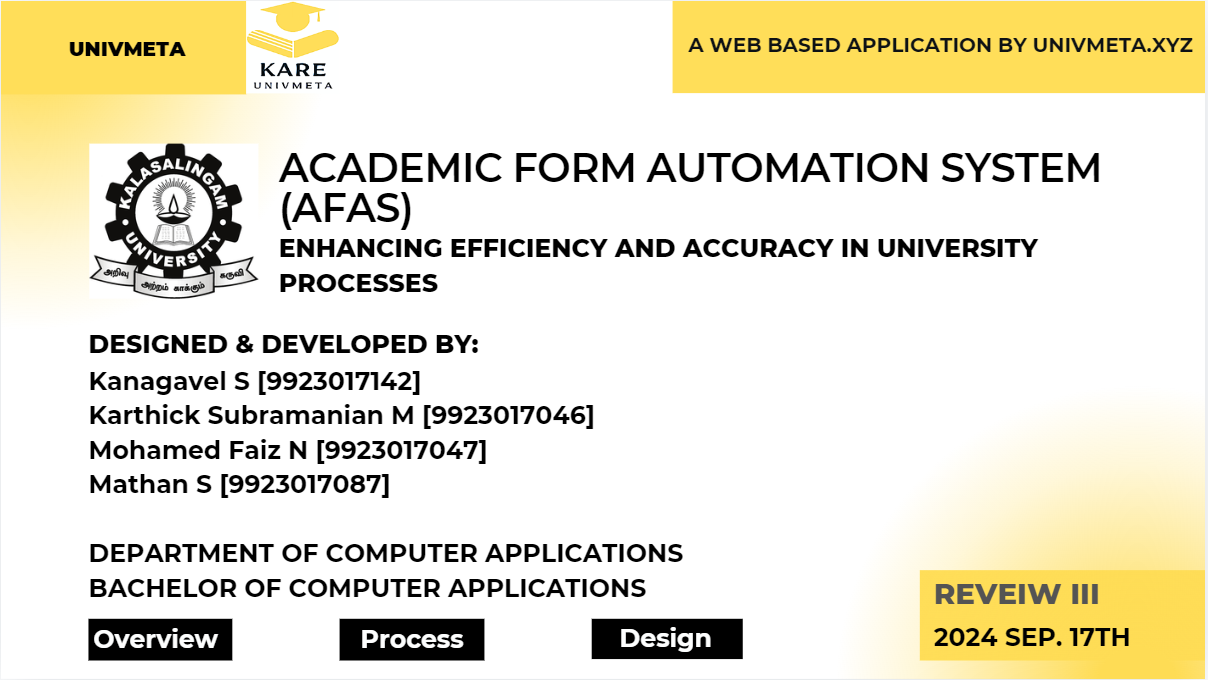 UNIVMETA
KARE
UNIVMETA
A WEB BASED APPLICATION BY UNIVMETA.XYZ
KALASALINGAM
UNIVERSITY
அறிவு
அற்றம் காக்கும்
கருவி
ACADEMIC FORM AUTOMATION SYSTEM
(AFAS)
ENHANCING EFFICIENCY AND ACCURACY IN UNIVERSITY
PROCESSES
DESIGNED & DEVELOPED BY:
Kanagavel S [9923017142]
Karthick Subramanian M [9923017046]
Mohamed Faiz N [9923017047]
Mathan S [9923017087]
DEPARTMENT OF COMPUTER APPLICATIONS
BACHELOR OF COMPUTER APPLICATIONS
Overview
Process
Design
REVEIW III
2024 SEP. 17TH